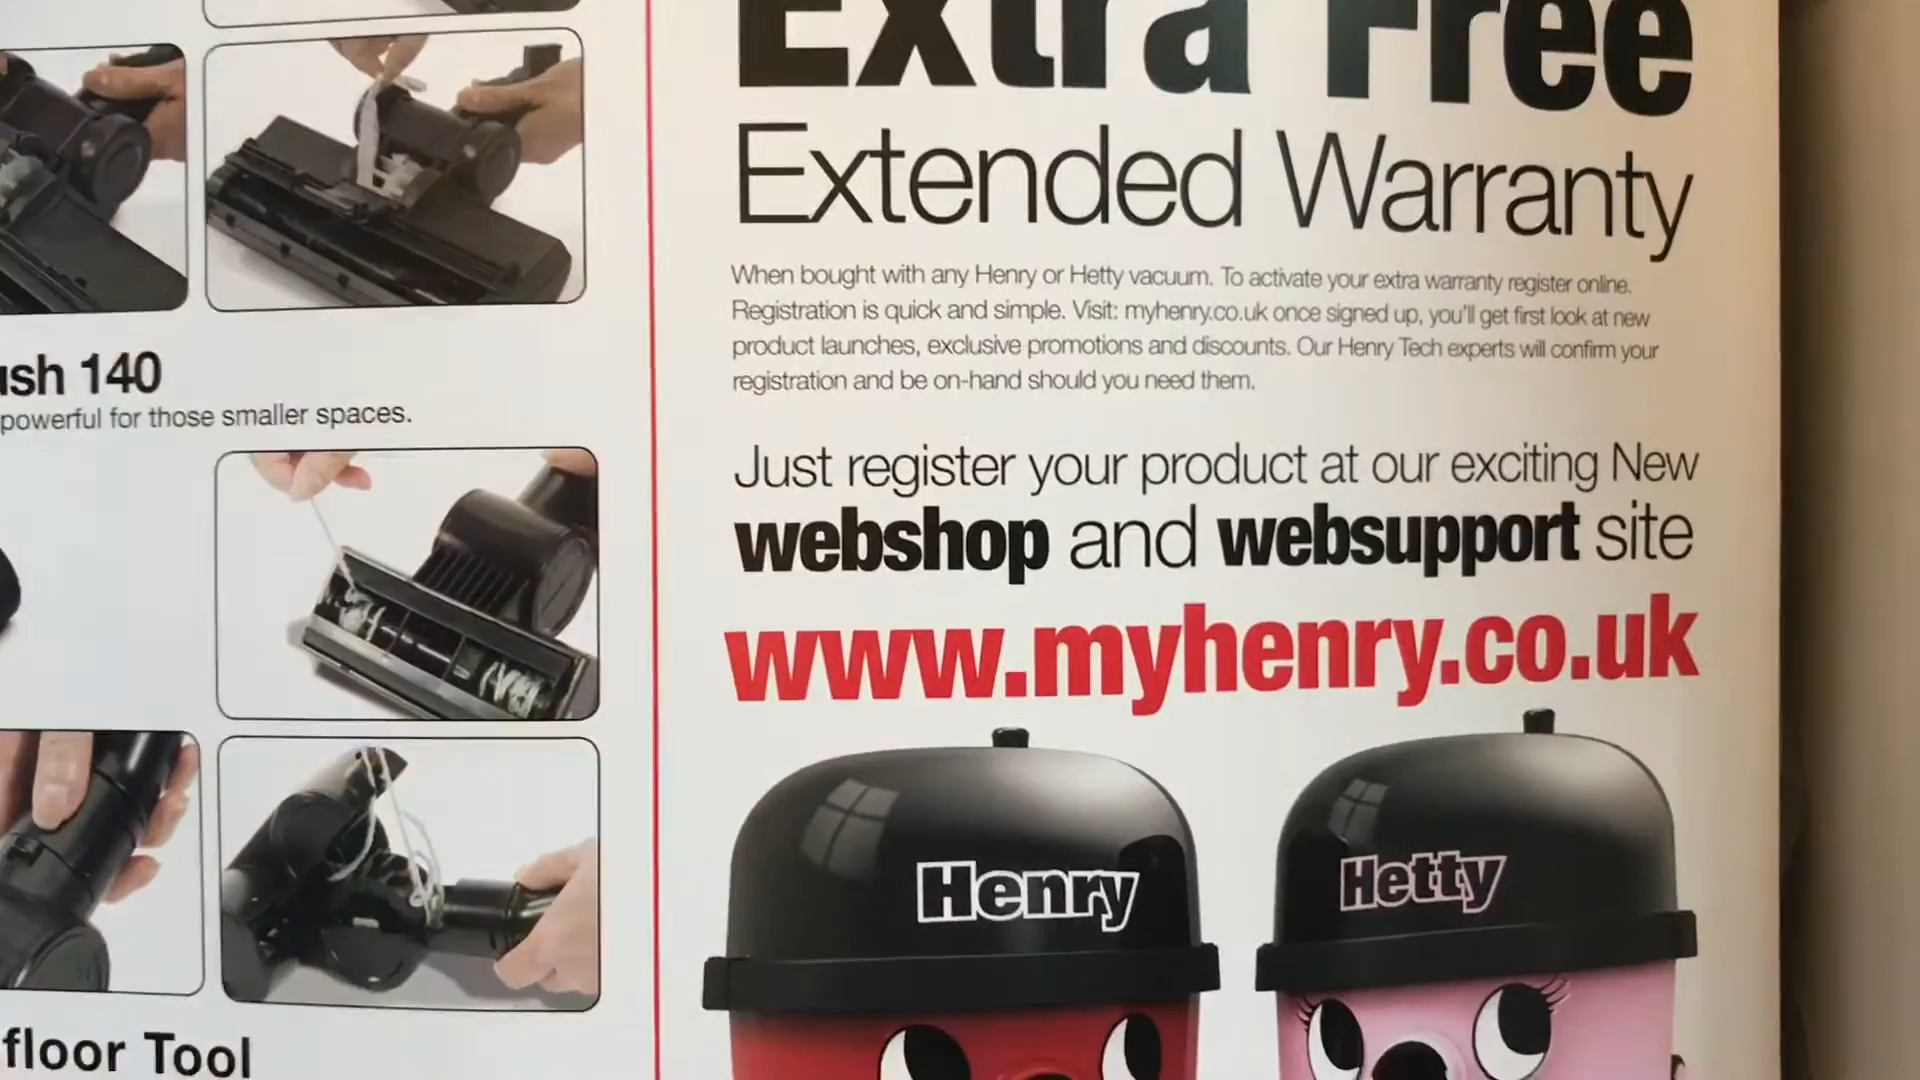 ush 140
powerful for those smaller spaces.
floor Tool
Extra Free
Extended Warranty
When bought with any Henry or Hetty vacuum. To activate your extra warranty register online.
Registration is quick and simple. Visit: myhenry.co.uk once signed up, you'll get first look at new
product launches, exclusive promotions and discounts. Our Henry Tech experts will confirm your
registration and be on-hand should you need them.
Just register your product at our exciting New
webshop and websupport site
www.myhenry.co.uk
Henry
Hetty